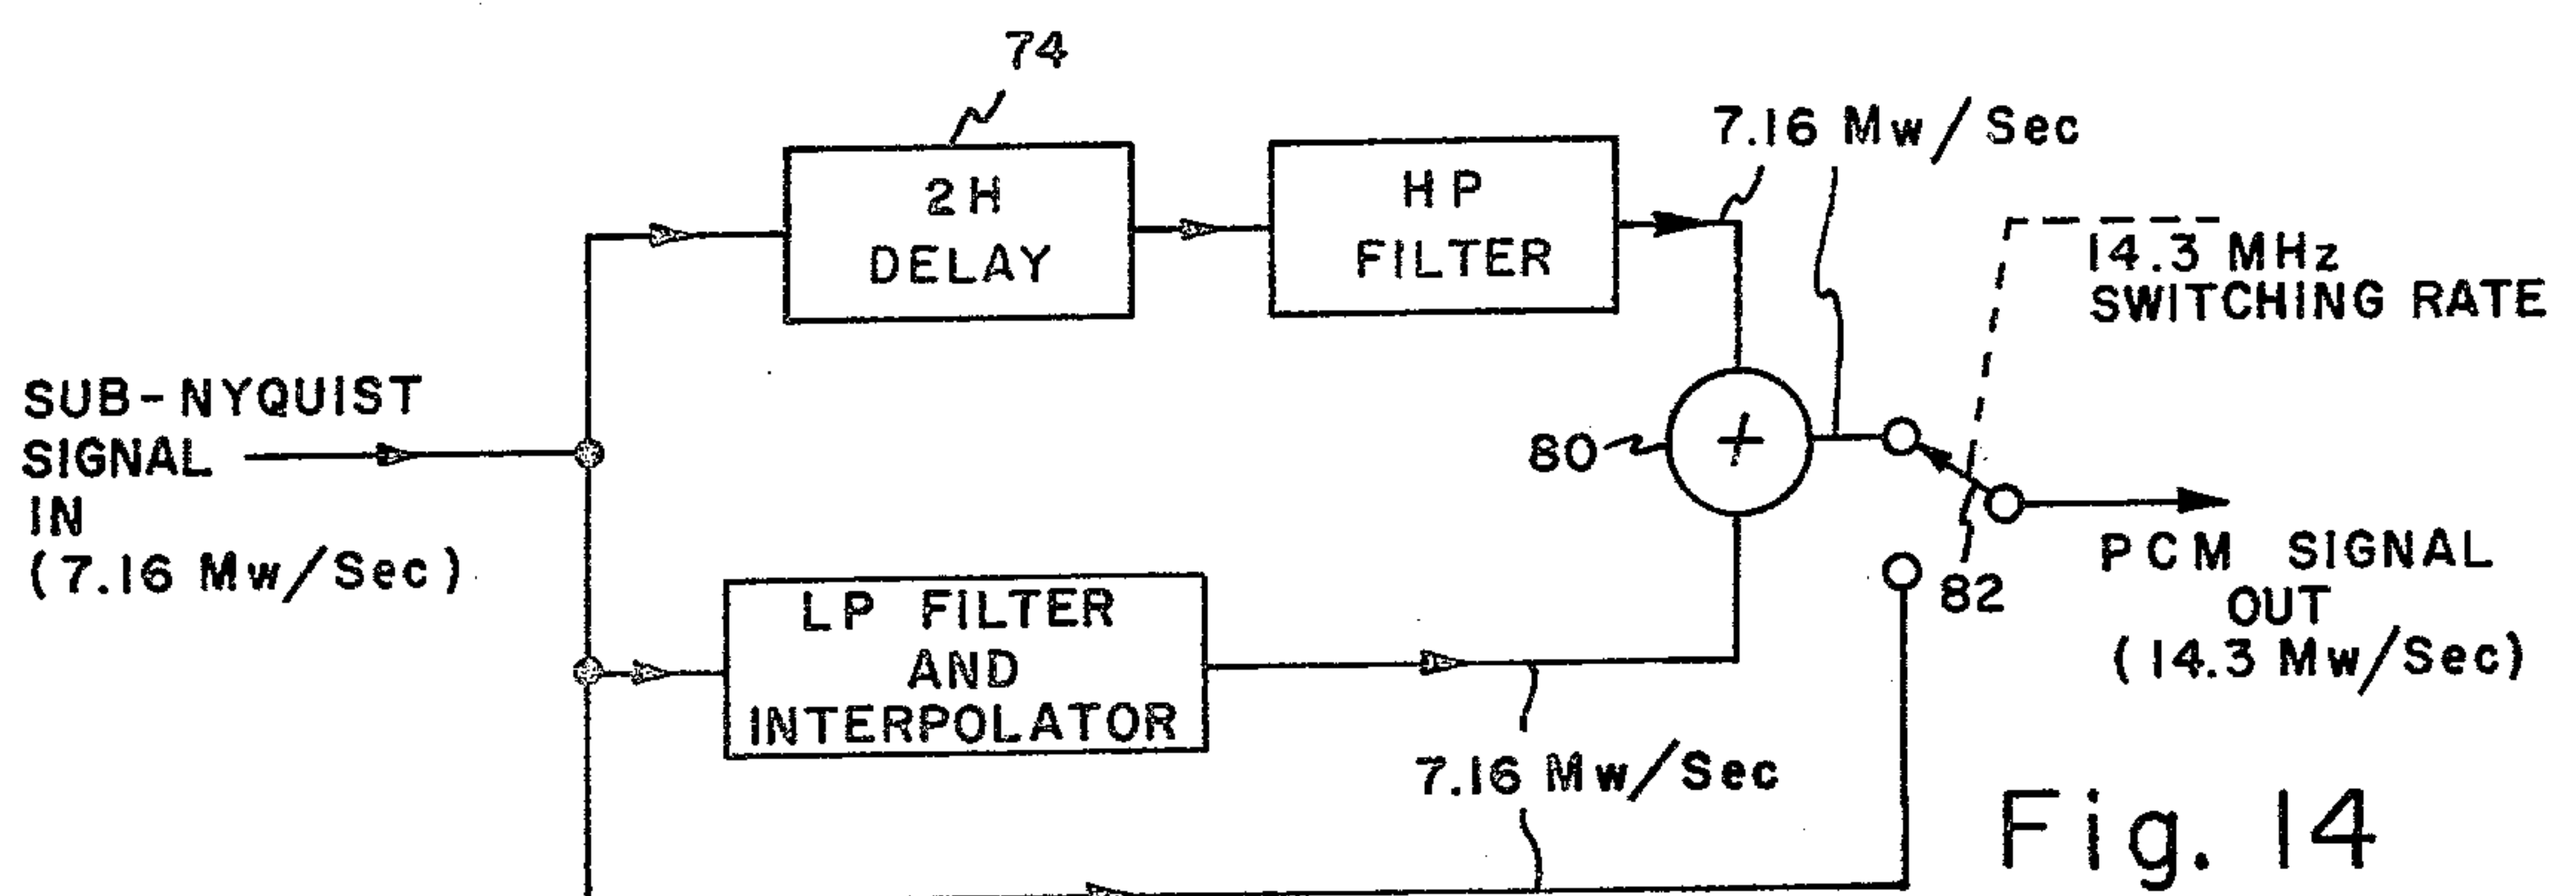 74
2H
DELAY
HP
FILTER
7.16 Mw/Sec
14.3 MHz
SWITCHING RATE
SUB-NYQUIST
SIGNAL
IN
(7.16 Mw/Sec)
80
+
82
PCM SIGNAL
OUT
(14.3 Mw/Sec)
LP FILTER
AND
INTERPOLATOR
7.16 Mw/Sec
Fig. 14